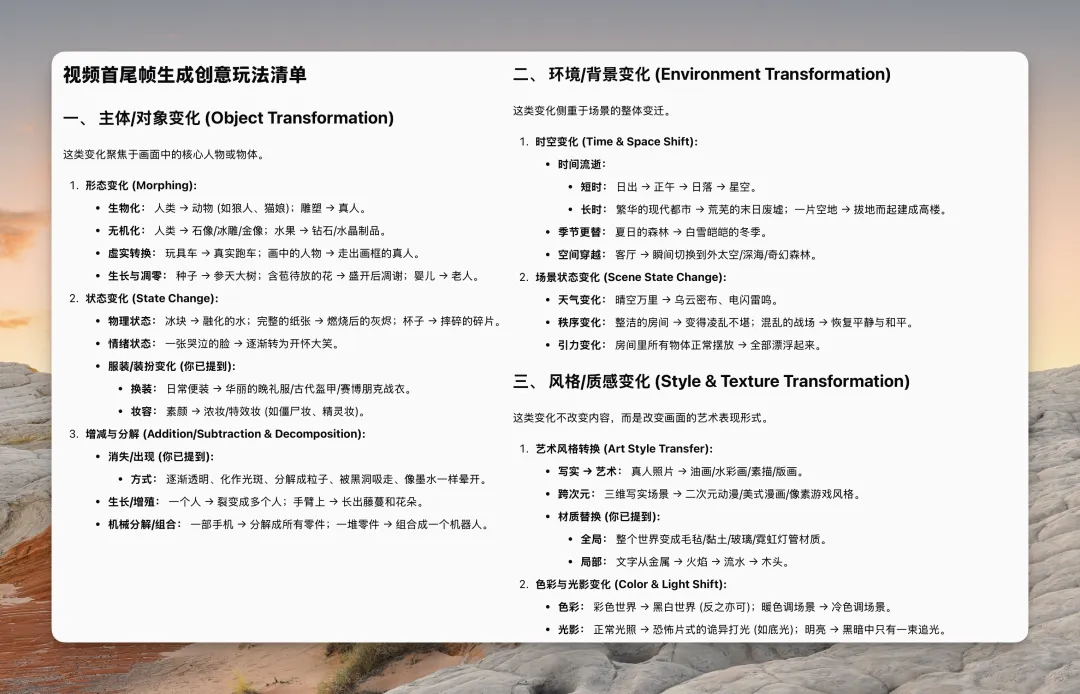 视频首尾帧生成创意玩法清单
一、 主体/对象变化 (Object Transformation)
这类变化聚焦于画面中的核心人物或物体。
1. 形态变化 (Morphing):
• 生物化： 人类 → 动物 (如狼人、猫娘)；雕塑 → 真人。
• 无机化： 人类 → 石像/冰雕/金像；水果 → 钻石/水晶制品。
• 虚实转换： 玩具车 → 真实跑车；画中的人物 → 走出画框的真人。
• 生长与凋零： 种子 → 参天大树；含苞待放的花 → 盛开后凋谢；婴儿 → 老人。
2. 状态变化 (State Change):
• 物理状态： 冰块 → 融化的水；完整的纸张 → 燃烧后的灰烬；杯子 → 摔碎的碎片。
• 情绪状态： 一张哭泣的脸 → 逐渐转为开怀大笑。
• 服装/装扮变化 (你已提到):
• 换装： 日常便装 → 华丽的晚礼服/古代盔甲/赛博朋克战衣。
• 妆容： 素颜 → 浓妆/特效妆 (如僵尸妆、精灵妆)。
3. 增减与分解 (Addition/Subtraction & Decomposition):
• 消失/出现 (你已提到):
• 方式： 逐渐透明、化作光斑、分解成粒子、被黑洞吸走、像墨水一样晕开。
• 生长/增殖： 一个人 → 裂变成多个人；手臂上 → 长出藤蔓和花朵。
• 机械分解/组合： 一部手机 → 分解成所有零件；一堆零件 → 组合成一个机器人。
二、 环境/背景变化 (Environment Transformation)
这类变化侧重于场景的整体变迁。
1. 时空变化 (Time & Space Shift):
• 时间流逝：
• 短时： 日出 → 正午 → 日落 → 星空。
• 长时： 繁华的现代都市 → 荒芜的末日废墟；一片空地 → 拔地而起建成高楼。
• 季节更替： 夏日的森林 → 白雪皑皑的冬季。
• 空间穿越： 客厅 → 瞬间切换到外太空/深海/奇幻森林。
2. 场景状态变化 (Scene State Change):
• 天气变化： 晴空万里 → 乌云密布、电闪雷鸣。
• 秩序变化： 整洁的房间 → 变得凌乱不堪；混乱的战场 → 恢复平静与和平。
• 引力变化： 房间里所有物体正常摆放 → 全部漂浮起来。
三、 风格/质感变化 (Style & Texture Transformation)
这类变化不改变内容，而是改变画面的艺术表现形式。
1. 艺术风格转换 (Art Style Transfer):
• 写实 → 艺术： 真人照片 → 油画/水彩画/素描/版画。
• 跨次元： 三维写实场景 → 二次元动漫/美式漫画/像素游戏风格。
• 材质替换 (你已提到):
• 全局： 整个世界变成毛毡/黏土/玻璃/霓虹灯管材质。
• 局部： 文字从金属 → 火焰 → 流水 → 木头。
2. 色彩与光影变化 (Color & Light Shift):
• 色彩： 彩色世界 → 黑白世界 (反之亦可)；暖色调场景 → 冷色调场景。
• 光影： 正常光照 → 恐怖片式的诡异打光 (如底光)；明亮 → 黑暗中只有一束追光。